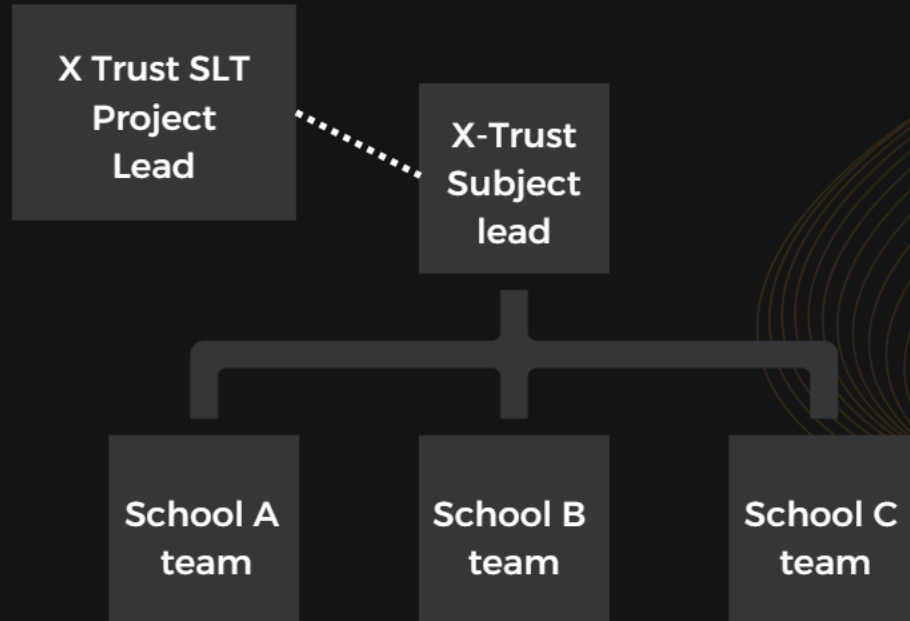 X Trust SLT
Project
Lead
X-Trust
Subject
lead
School A
team
School B
team
School C
team